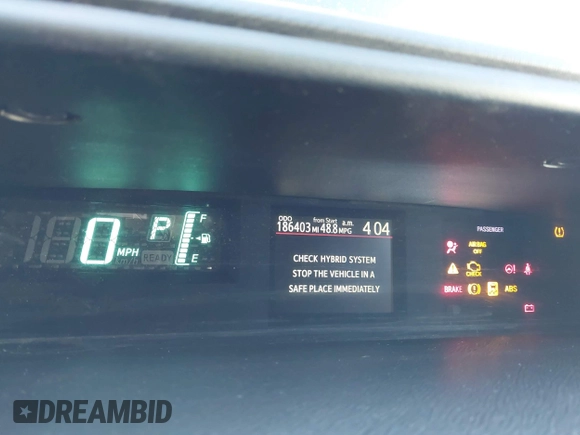 0 MPH
P
READY
F
E
ODO from Start a.m.
186403 MI 48.8 MPG 4:04
CHECK HYBRID SYSTEM
STOP THE VEHICLE IN A
SAFE PLACE IMMEDIATELY
PASSENGER
AIRBAG
OFF
CHECK
BRAKE ABS
DREAMBID